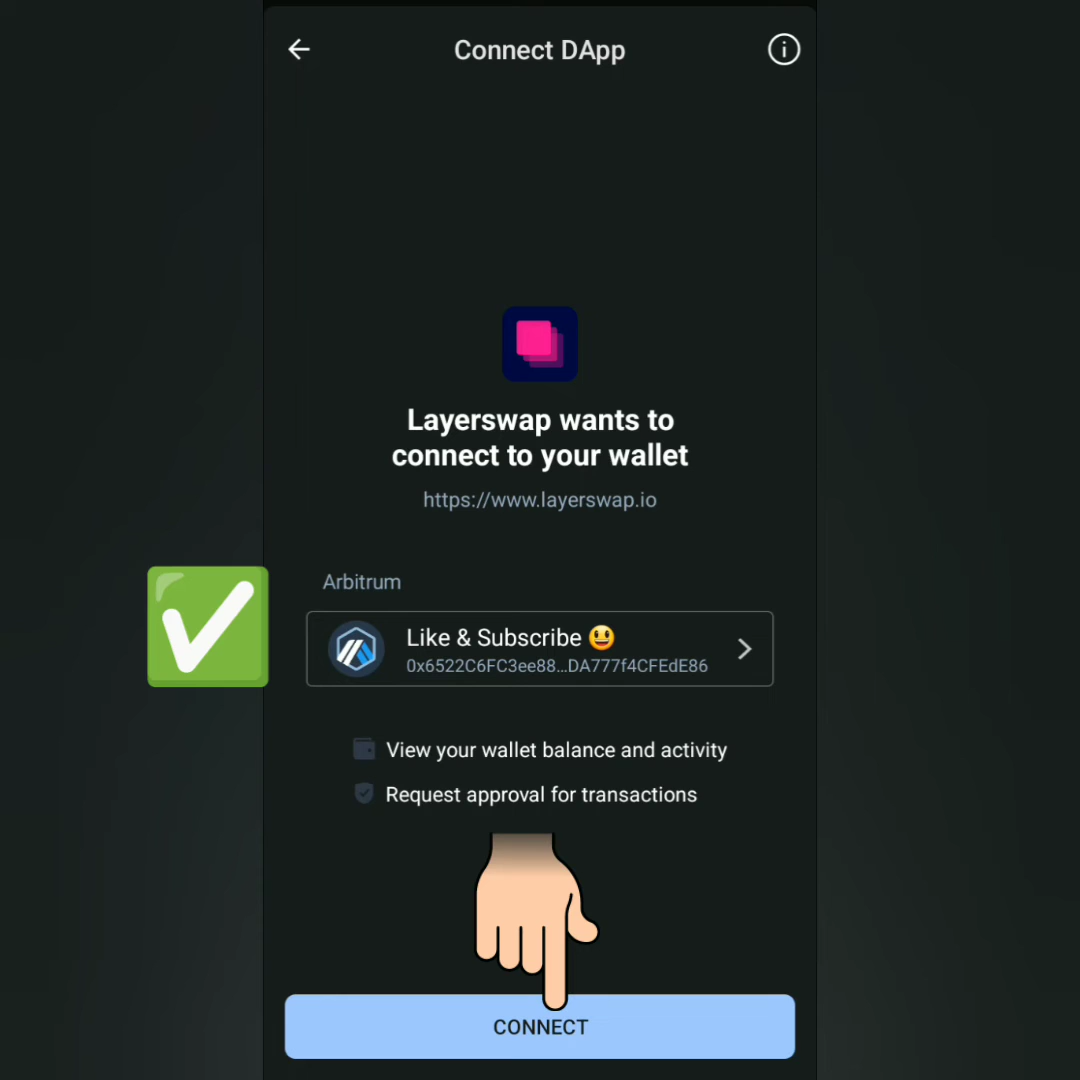 Connect DApp
Layerswap wants to
connect to your wallet
https://www.layerswap.io
Arbitrum
Like & Subscribe 😃
0x6522C6FC3ee88...DA777f4CFEdE86
View your wallet balance and activity
Request approval for transactions
CONNECT